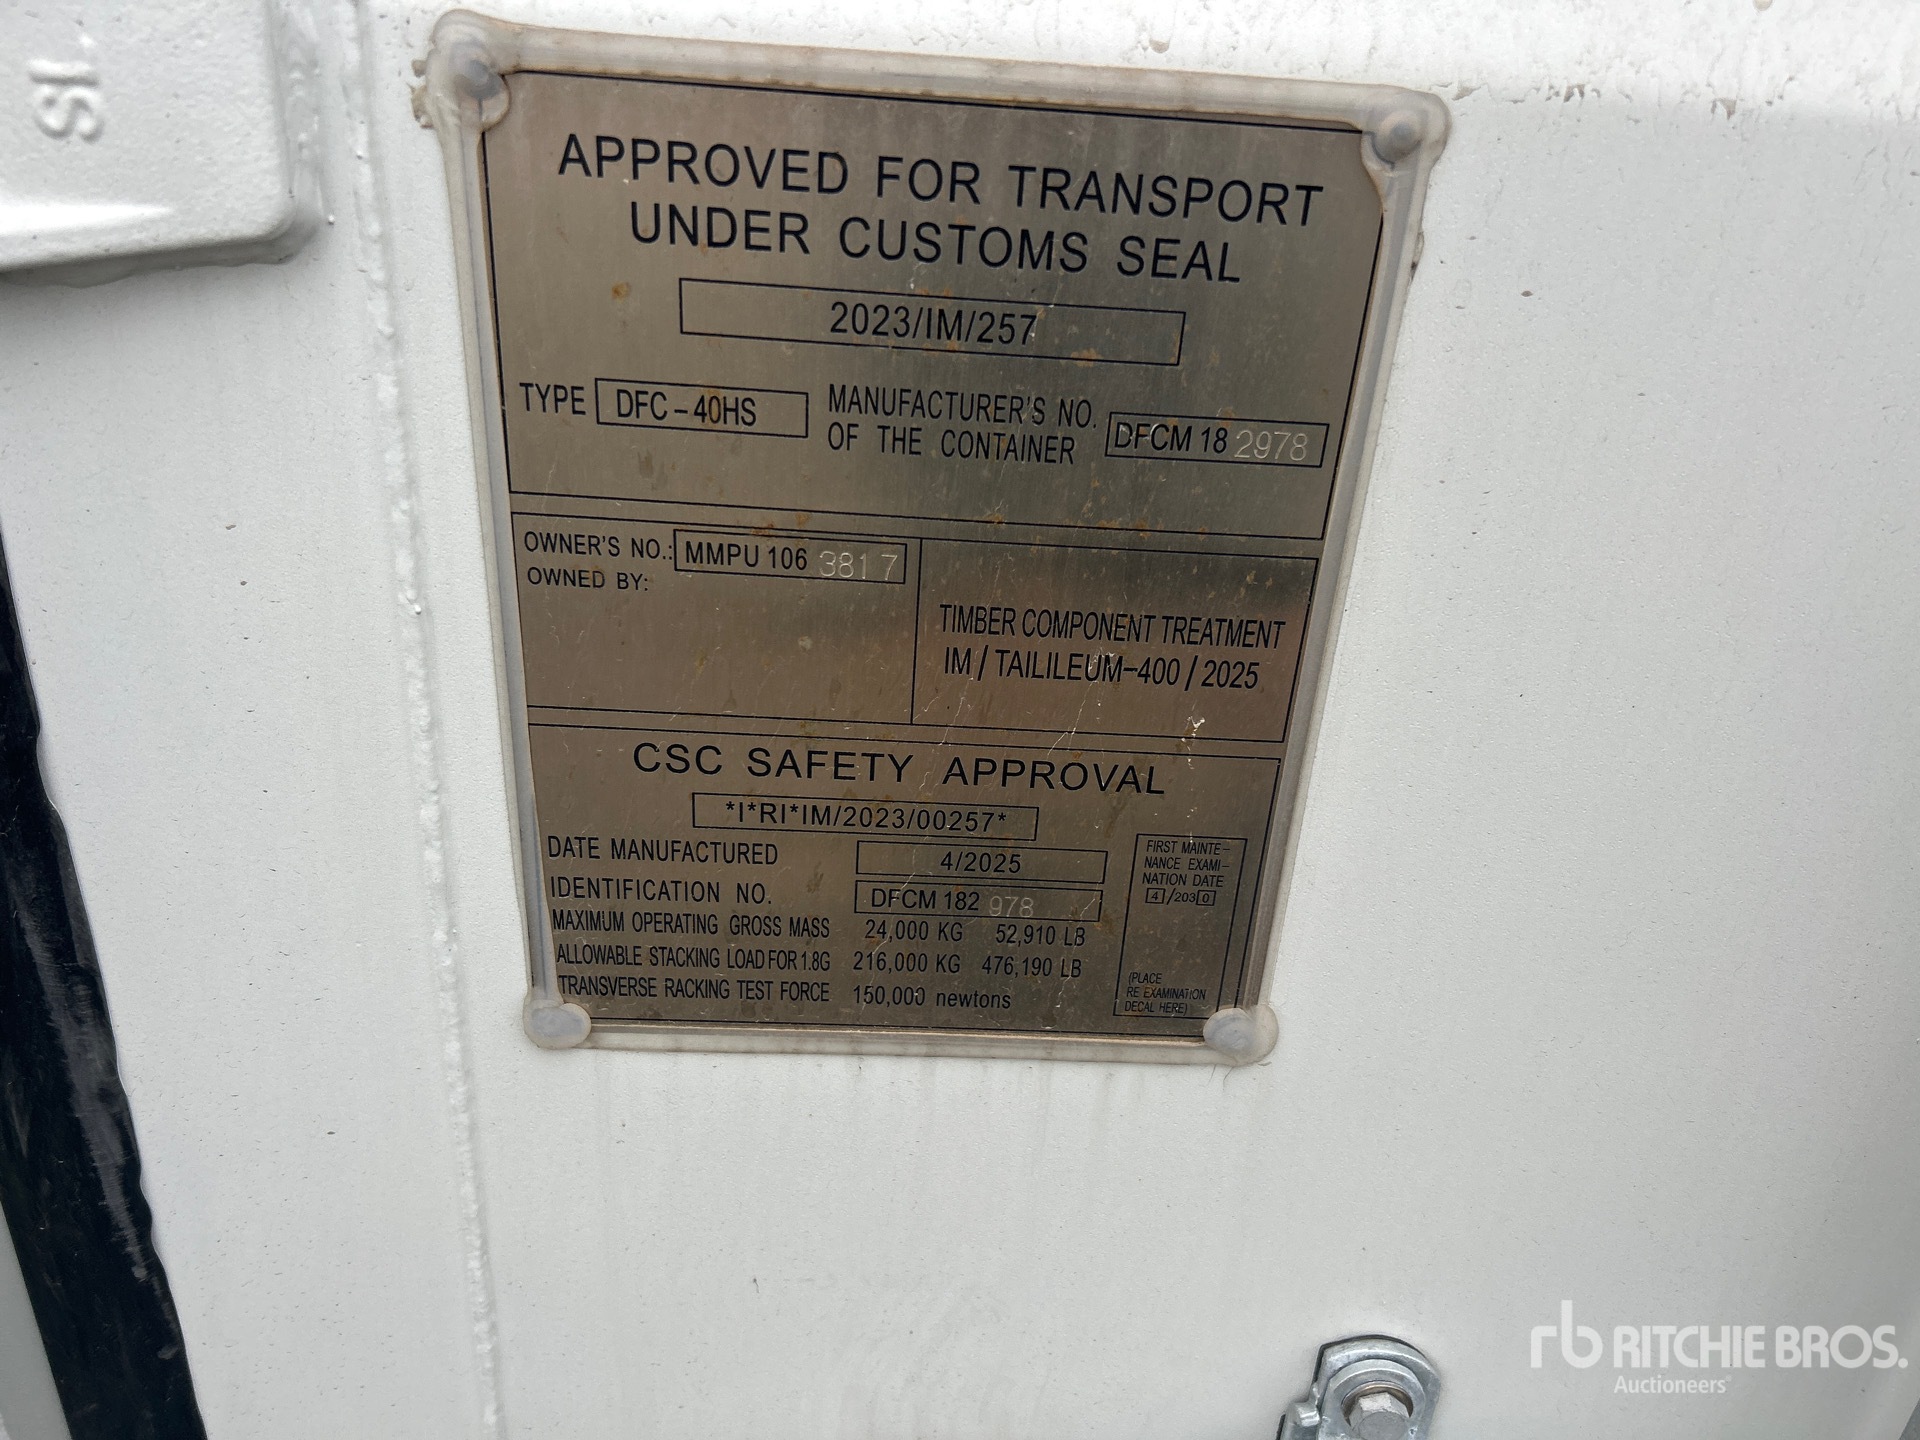 IS
APPROVED FOR TRANSPORT
UNDER CUSTOMS SEAL
2023/IM/257
TYPE DFC-40HS
MANUFACTURER'S NO.
OF THE CONTAINER
DFCM 18 2978
OWNER'S NO.: MMPU 106 3817
OWNED BY:
TIMBER COMPONENT TREATMENT
IM / TAILILEUM-400 / 2025
CSC SAFETY APPROVAL
*I*RI*IM/2023/00257*
DATE MANUFACTURED 4/2025
IDENTIFICATION NO. DFCM 182 978
MAXIMUM OPERATING GROSS MASS 24,000 KG 52,910 LB
ALLOWABLE STACKING LOAD FOR 1.8G 216,000 KG 476,190 LB
TRANSVERSE RACKING TEST FORCE 150,000 newtons
FIRST MAINTE-
NANCE EXAMI-
NATION DATE
4/2030
(PLACE
RE EXAMINATION
DECAL HERE)
rb RITCHIE BROS.
Auctioneers